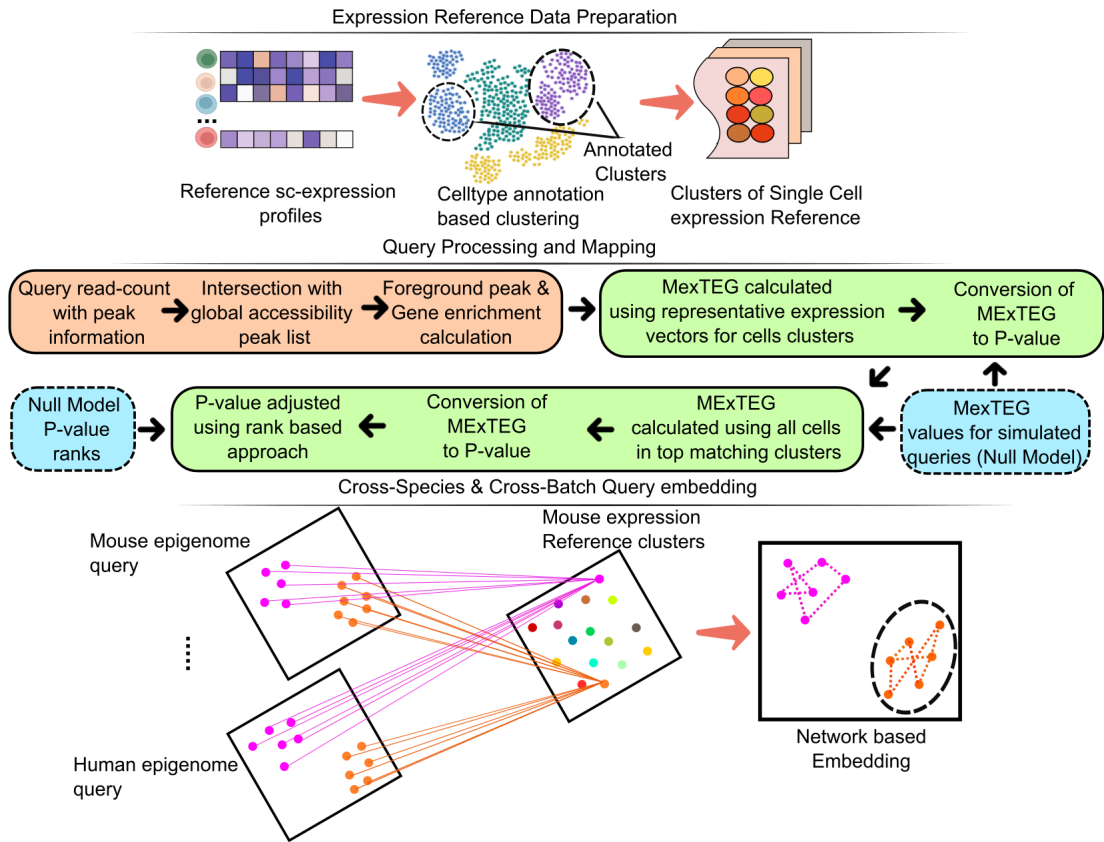 Expression Reference Data Preparation
Reference sc-expression
profiles
Celltype annotation
based clustering
Annotated
Clusters
Clusters of Single Cell
expression Reference
Query Processing and Mapping
Query read-count
with peak
information
Intersection with
global accessibility
peak list
Foreground peak &
Gene enrichment
calculation
MexTEG calculated
using representative expression
vectors for cells clusters
Conversion of
MExTEG
to P-value
Null Model
P-value
ranks
P-value adjusted
using rank based
approach
Conversion of
MExTEG
to P-value
MExTEG
calculated using all cells
in top matching clusters
MexTEG
values for simulated
queries (Null Model)
Cross-Species & Cross-Batch Query embedding
Mouse epigenome
query
Mouse expression
Reference clusters
Human epigenome
query
Network based
Embedding